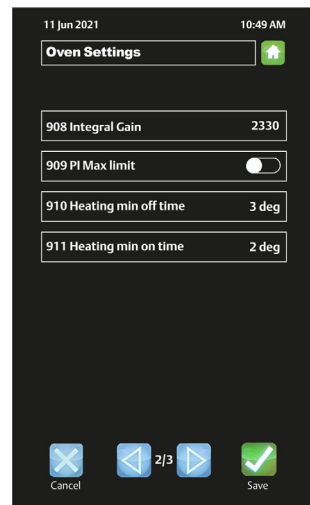 11 Jun 2021 10:49 AM
Oven Settings
908 Integral Gain 2330
909 PI Max limit
910 Heating min off time 3 deg
911 Heating min on time 2 deg
2/3
Cancel Save